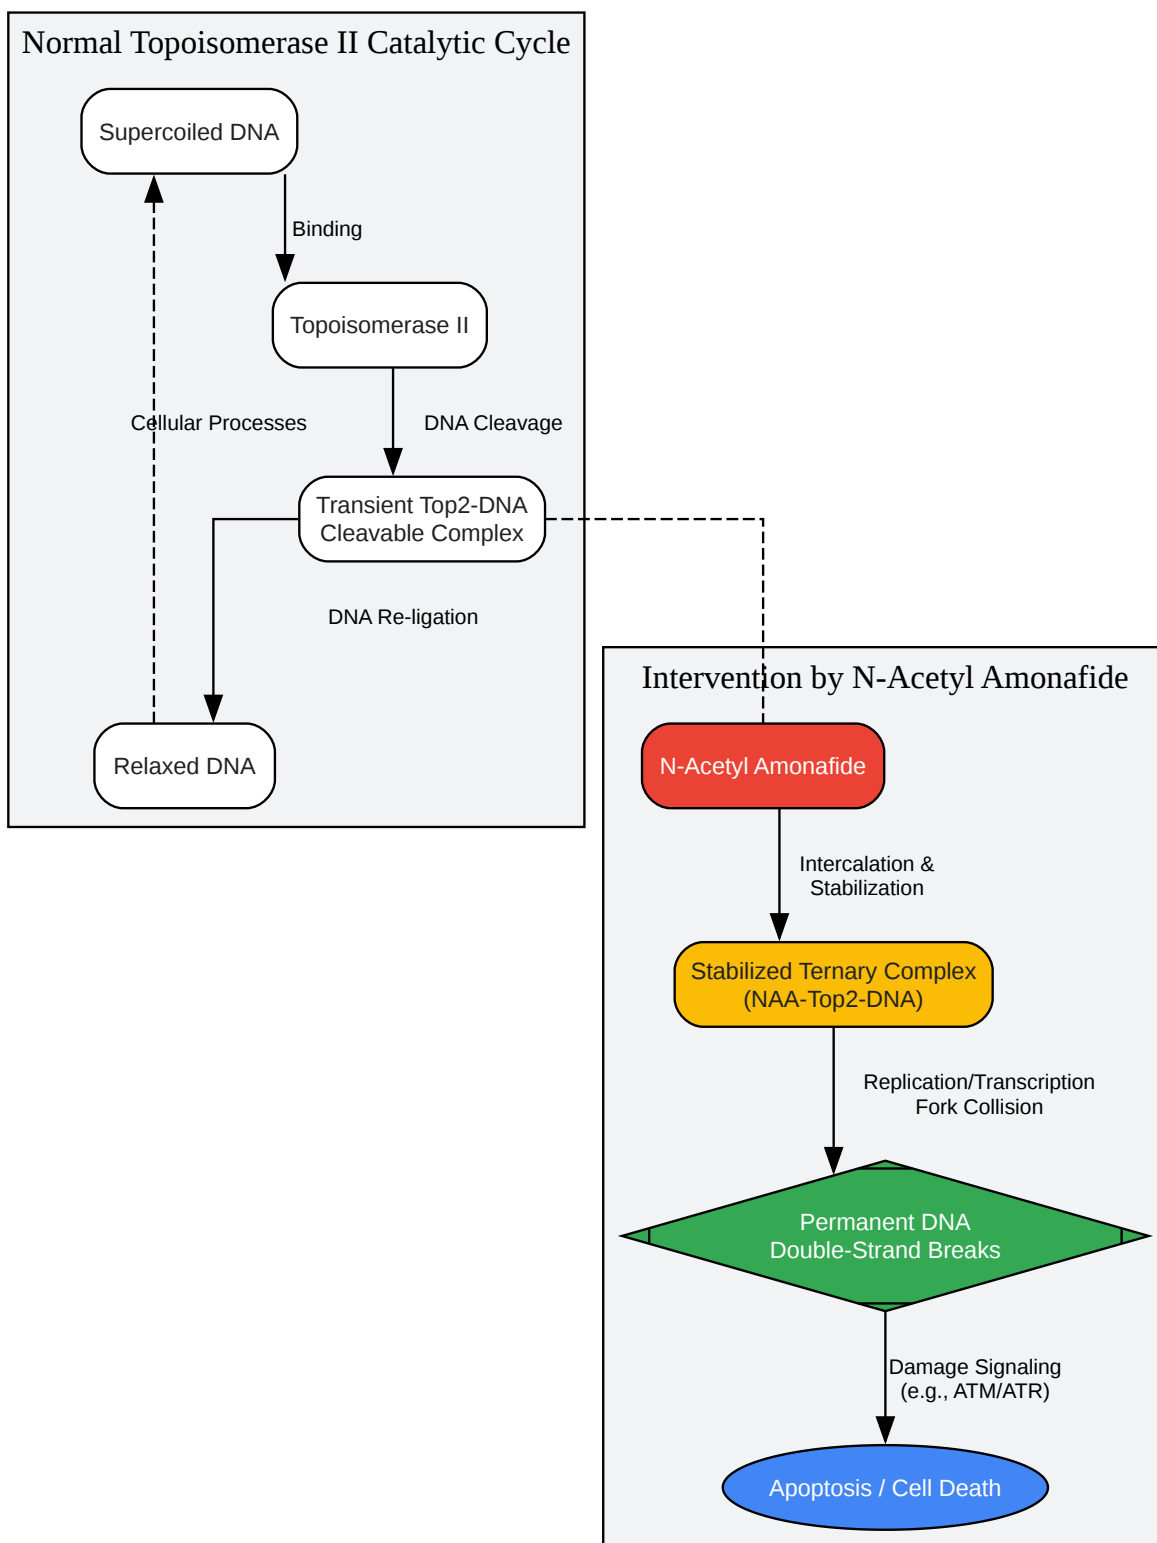 Normal Topoisomerase II Catalytic Cycle
Supercoiled DNA
Binding
Topoisomerase II
Cellular Processes
DNA Cleavage
Transient Top2-DNA
Cleavable Complex
DNA Re-ligation
Relaxed DNA
Intervention by N-Acetyl Amonafide
N-Acetyl Amonafide
Intercalation &
Stabilization
Stabilized Ternary Complex
(NAA-Top2-DNA)
Replication/Transcription
Fork Collision
Permanent DNA
Double-Strand Breaks
Damage Signaling
(e.g., ATM/ATR)
Apoptosis / Cell Death